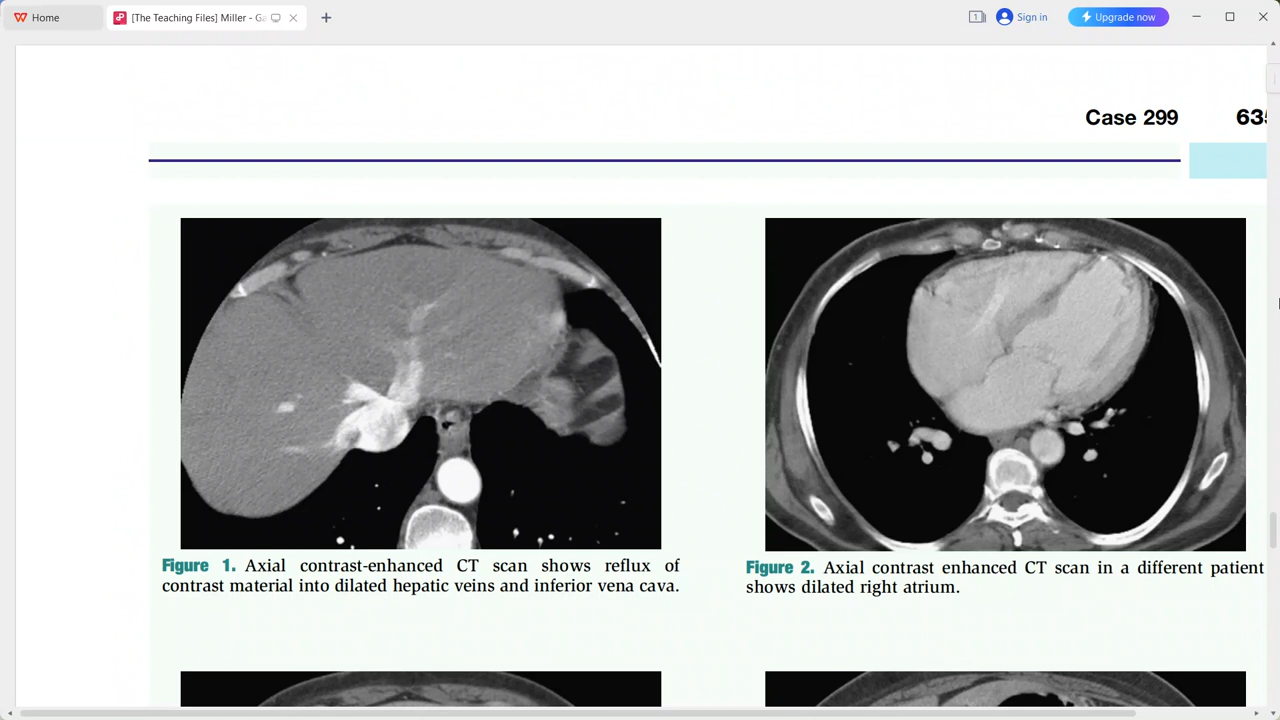 Home
[The Teaching Files] Miller - Ga
Sign in
Upgrade now
Case 299
Figure 1. Axial contrast-enhanced CT scan shows reflux of
contrast material into dilated hepatic veins and inferior vena cava.
Figure 2. Axial contrast enhanced CT scan in a different patient
shows dilated right atrium.